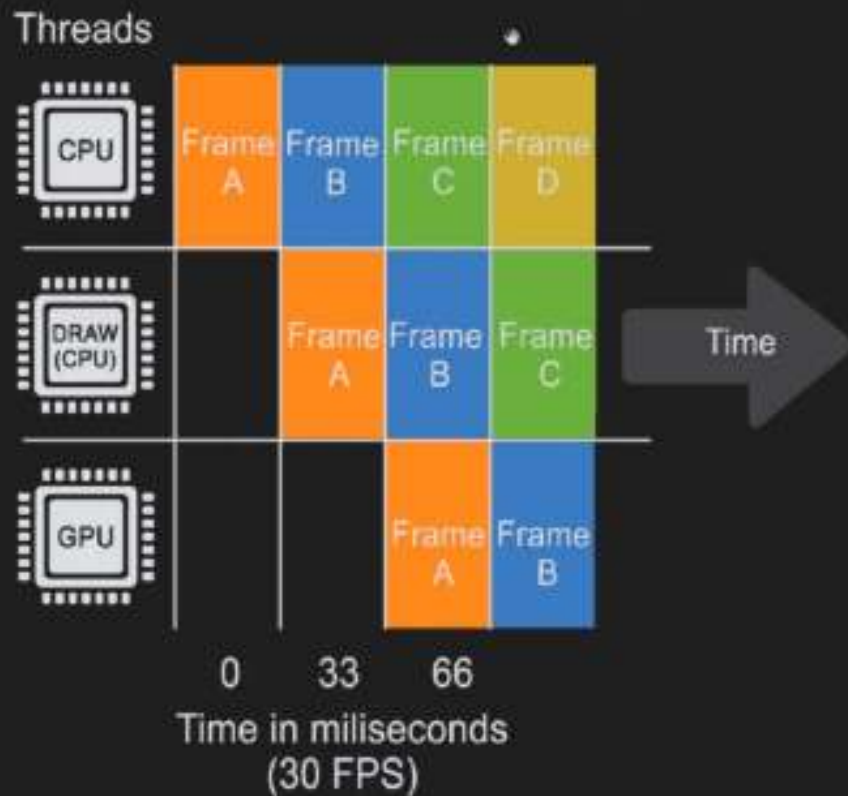 Threads
CPU
Frame
A
Frame
B
Frame
C
Frame
D
DRAW
(CPU)
Frame
A
Frame
B
Frame
C
Time
GPU
Frame
A
Frame
B
0 33 66
Time in miliseconds
(30 FPS)